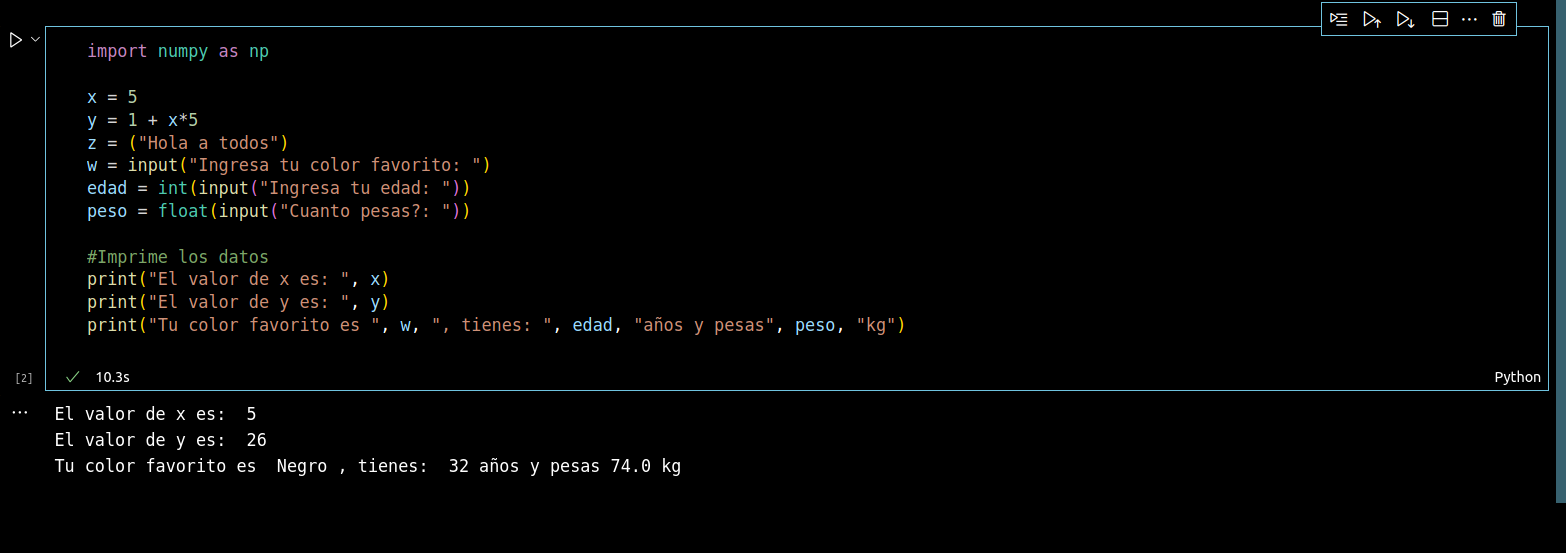 import numpy as np
x = 5
y = 1 + x*5
z = ("Hola a todos")
w = input("Ingresa tu color favorito: ")
edad = int(input("Ingresa tu edad: "))
peso = float(input("Cuanto pesas?: "))
#Imprime los datos
print("El valor de x es: ", x)
print("El valor de y es: ", y)
print("Tu color favorito es ", w, ", tienes: ", edad, "años y pesas", peso, "kg")
[2] 10.3s Python
El valor de x es:  5
El valor de y es:  26
Tu color favorito es  Negro , tienes:  32 años y pesas 74.0 kg